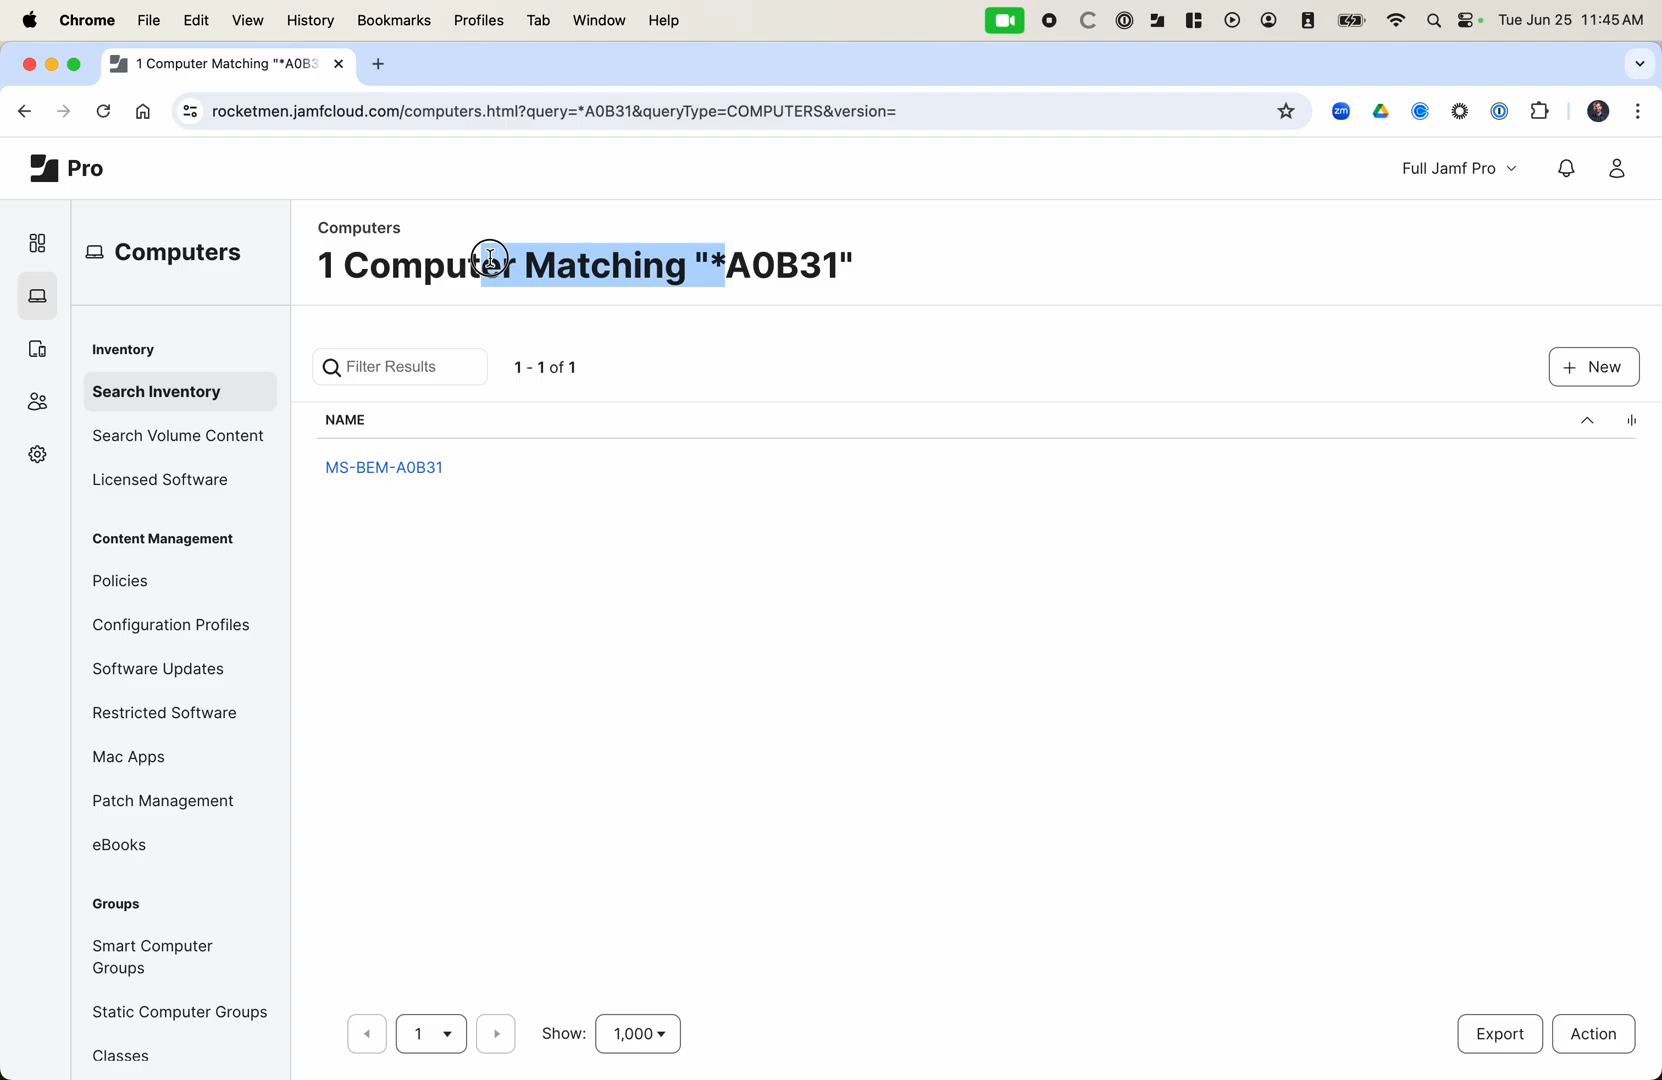 Chrome File Edit View History Bookmarks Profiles Tab Window Help Tue Jun 25 11:45 AM
1 Computer Matching "*A0B3
rocketmen.jamfcloud.com/computers.html?query=*A0B31&queryType=COMPUTERS&version=
zm
Pro
Full Jamf Pro
Computers
Computers
1 Computer Matching "*A0B31"
Inventory
Search Inventory
Search Volume Content
Licensed Software
Content Management
Policies
Configuration Profiles
Software Updates
Restricted Software
Mac Apps
Patch Management
eBooks
Groups
Smart Computer
Groups
Static Computer Groups
Classes
Filter Results
1 - 1 of 1
+ New
NAME
MS-BEM-A0B31
1
Show: 1,000
Export
Action